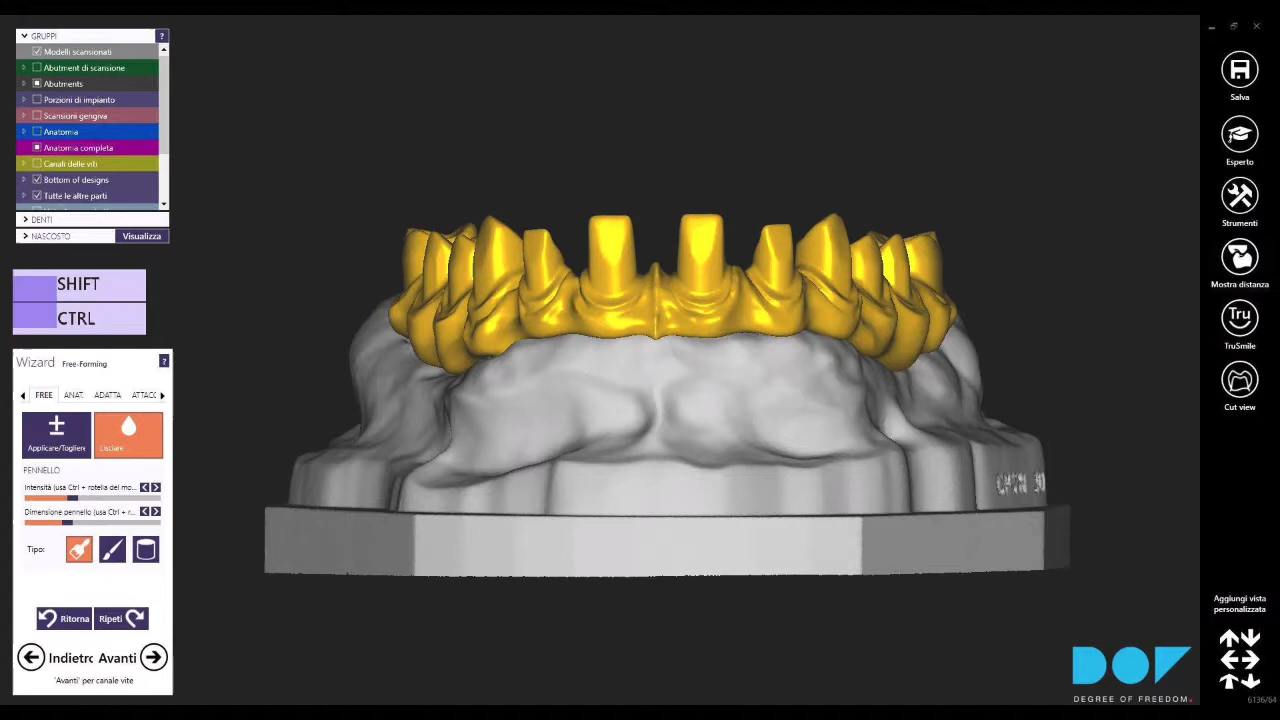 GRUPPI
?
Modelli scansionati
Abutment di scansione
Abutments
Porzioni di impianto
Scansioni gengiva
Anatomia
Anatomia completa
Canali delle viti
Bottom of designs
Tutte le altre parti
DENTI
NASCOSTO
Visualizza
SHIFT
CTRL
Wizard Free-Forming
?
FREE ANAT. ADATTA ATTACC
Applicare/Togliere
Lisciare
PENNELLO
Intensità (usa Ctrl + rotella del mo...
Dimensione pennello (usa Ctrl + r...
Tipo:
Ritorna
Ripeti
Indietro Avanti
'Avanti' per canale vite
Salva
Esperto
Strumenti
Mostra distanza
Tru
TruSmile
Cut view
Aggiungi vista
personalizzata
DOF
DEGREE OF FREEDOM.
6136/64